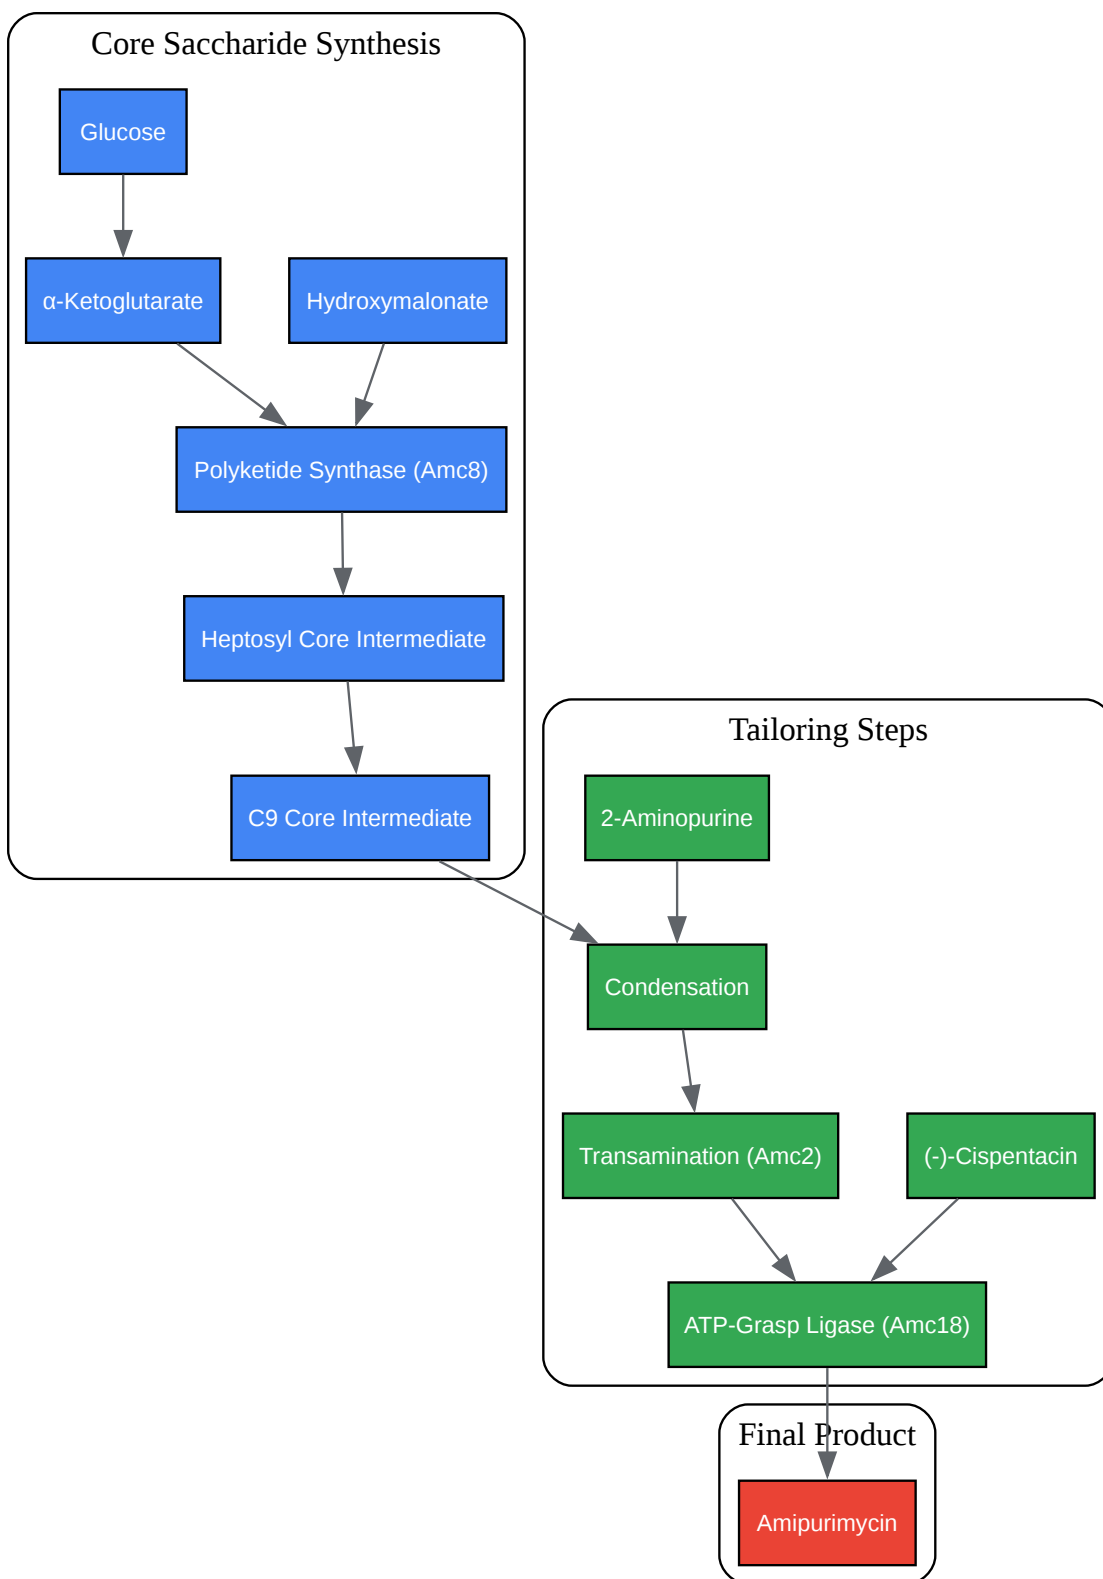 Core Saccharide Synthesis
Glucose
α-Ketoglutarate
Hydroxymalonate
Polyketide Synthase (Amc8)
Heptosyl Core Intermediate
C9 Core Intermediate
Tailoring Steps
2-Aminopurine
Condensation
Transamination (Amc2)
(-)-Cispentacin
ATP-Grasp Ligase (Amc18)
Final Product
Amipurimycin